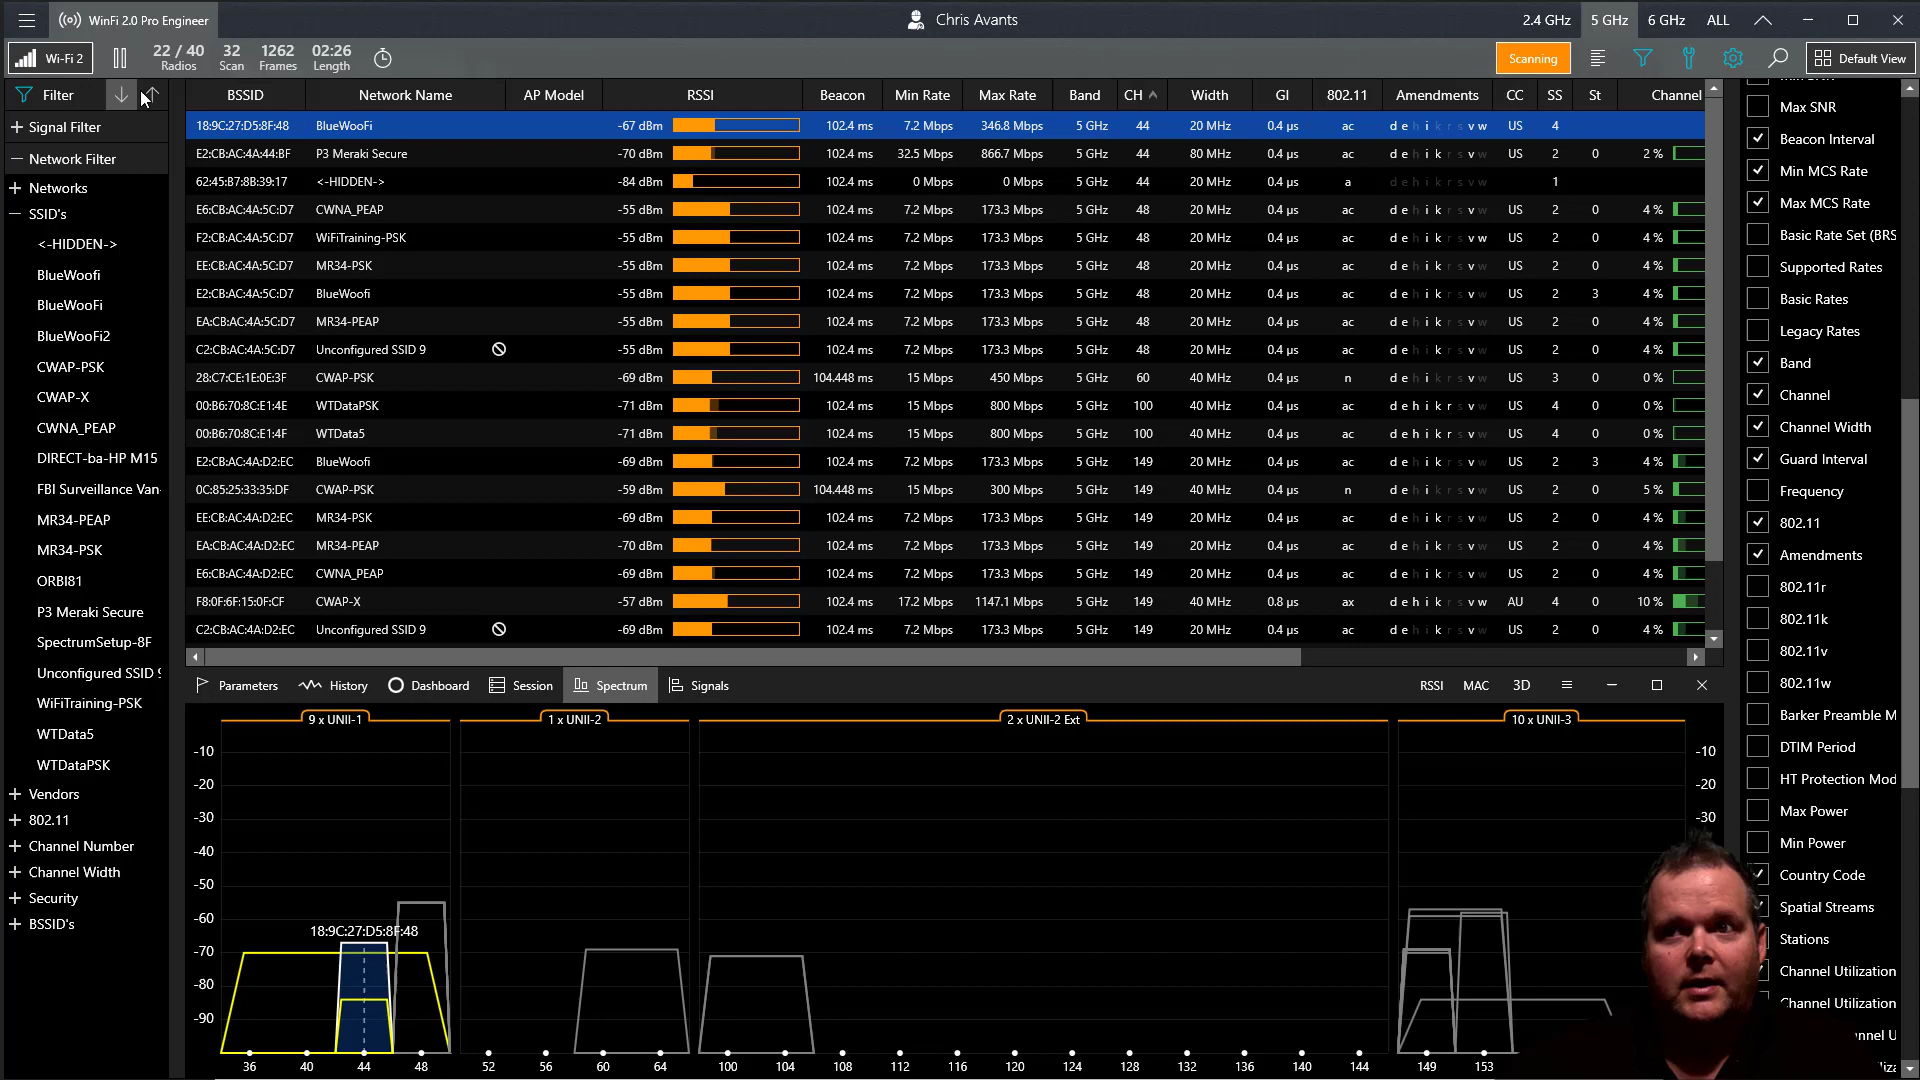 WinFi 2.0 Pro Engineer
Chris Avants
2.4 GHz 5 GHz 6 GHz ALL
Wi-Fi 2
22 / 40 Radios
32 Scan
1262 Frames
02:26 Length
Scanning
Default View
Filter
Signal Filter
Network Filter
Networks
SSID's
<-HIDDEN->
BlueWoofi
BlueWooFi
BlueWooFi2
CWAP-PSK
CWAP-X
CWNA_PEAP
DIRECT-ba-HP M15
FBI Surveillance Van-
MR34-PEAP
MR34-PSK
ORBI81
P3 Meraki Secure
SpectrumSetup-8F
Unconfigured SSID 9
WiFiTraining-PSK
WTData5
WTDataPSK
Vendors
802.11
Channel Number
Channel Width
Security
BSSID's
BSSID Network Name AP Model RSSI Beacon Min Rate Max Rate Band CH Width GI 802.11 Amendments CC SS St Channel
18:9C:27:D5:8F:48 BlueWooFi -67 dBm 102.4 ms 7.2 Mbps 346.8 Mbps 5 GHz 44 20 MHz 0.4 µs ac d e h i k r s v w US 4
E2:CB:AC:4A:44:BF P3 Meraki Secure -70 dBm 102.4 ms 32.5 Mbps 866.7 Mbps 5 GHz 44 80 MHz 0.4 µs ac d e h i k r s v w US 2 0 2 %
62:45:B7:8B:39:17 <-HIDDEN-> -84 dBm 102.4 ms 0 Mbps 0 Mbps 5 GHz 44 20 MHz 0.4 µs a d e h i k r s v w 1
E6:CB:AC:4A:5C:D7 CWNA_PEAP -55 dBm 102.4 ms 7.2 Mbps 173.3 Mbps 5 GHz 48 20 MHz 0.4 µs ac d e h i k r s v w US 2 0 4 %
F2:CB:AC:4A:5C:D7 WiFiTraining-PSK -55 dBm 102.4 ms 7.2 Mbps 173.3 Mbps 5 GHz 48 20 MHz 0.4 µs ac d e h i k r s v w US 2 0 4 %
EE:CB:AC:4A:5C:D7 MR34-PSK -55 dBm 102.4 ms 7.2 Mbps 173.3 Mbps 5 GHz 48 20 MHz 0.4 µs ac d e h i k r s v w US 2 0 4 %
E2:CB:AC:4A:5C:D7 BlueWoofi -55 dBm 102.4 ms 7.2 Mbps 173.3 Mbps 5 GHz 48 20 MHz 0.4 µs ac d e h i k r s v w US 2 3 4 %
EA:CB:AC:4A:5C:D7 MR34-PEAP -55 dBm 102.4 ms 7.2 Mbps 173.3 Mbps 5 GHz 48 20 MHz 0.4 µs ac d e h i k r s v w US 2 0 4 %
C2:CB:AC:4A:5C:D7 Unconfigured SSID 9 -55 dBm 102.4 ms 7.2 Mbps 173.3 Mbps 5 GHz 48 20 MHz 0.4 µs ac d e h i k r s v w US 2 0 4 %
28:C7:CE:1E:0E:3F CWAP-PSK -69 dBm 104.448 ms 15 Mbps 450 Mbps 5 GHz 60 40 MHz 0.4 µs n d e h i k r s v w US 3 0 0 %
00:B6:70:8C:E1:4E WTDataPSK -71 dBm 102.4 ms 15 Mbps 800 Mbps 5 GHz 100 40 MHz 0.4 µs ac d e h i k r s v w US 4 0 0 %
00:B6:70:8C:E1:4F WTData5 -71 dBm 102.4 ms 15 Mbps 800 Mbps 5 GHz 100 40 MHz 0.4 µs ac d e h i k r s v w US 4 0 0 %
E2:CB:AC:4A:D2:EC BlueWoofi -69 dBm 102.4 ms 7.2 Mbps 173.3 Mbps 5 GHz 149 20 MHz 0.4 µs ac d e h i k r s v w US 2 3 4 %
0C:85:25:33:35:DF CWAP-PSK -59 dBm 104.448 ms 15 Mbps 300 Mbps 5 GHz 149 40 MHz 0.4 µs n d e h i k r s v w US 2 0 5 %
EE:CB:AC:4A:D2:EC MR34-PSK -69 dBm 102.4 ms 7.2 Mbps 173.3 Mbps 5 GHz 149 20 MHz 0.4 µs ac d e h i k r s v w US 2 0 4 %
EA:CB:AC:4A:D2:EC MR34-PEAP -70 dBm 102.4 ms 7.2 Mbps 173.3 Mbps 5 GHz 149 20 MHz 0.4 µs ac d e h i k r s v w US 2 0 4 %
E6:CB:AC:4A:D2:EC CWNA_PEAP -69 dBm 102.4 ms 7.2 Mbps 173.3 Mbps 5 GHz 149 20 MHz 0.4 µs ac d e h i k r s v w US 2 0 4 %
F8:0F:6F:15:0F:CF CWAP-X -57 dBm 102.4 ms 17.2 Mbps 1147.1 Mbps 5 GHz 149 40 MHz 0.8 µs ax d e h i k r s v w AU 4 0 10 %
C2:CB:AC:4A:D2:EC Unconfigured SSID 9 -69 dBm 102.4 ms 7.2 Mbps 173.3 Mbps 5 GHz 149 20 MHz 0.4 µs ac d e h i k r s v w US 2 0 4 %
Parameters History Dashboard Session Spectrum Signals RSSI MAC 3D
9 x UNII-1 1 x UNII-2 2 x UNII-2 Ext 10 x UNII-3
-10 -10
-20 -20
-30 -30
-40
-50
-60
-70
-80
-90
18:9C:27:D5:8F:48
36 40 44 48 52 56 60 64 100 104 108 112 116 120 124 128 132 136 140 144 149 153
Max SNR
Beacon Interval
Min MCS Rate
Max MCS Rate
Basic Rate Set (BRS
Supported Rates
Basic Rates
Legacy Rates
Band
Channel
Channel Width
Guard Interval
Frequency
802.11
Amendments
802.11r
802.11k
802.11v
802.11w
Barker Preamble M
DTIM Period
HT Protection Mod
Max Power
Min Power
Country Code
Spatial Streams
Stations
Channel Utilization
Channel Utilization
nnel U